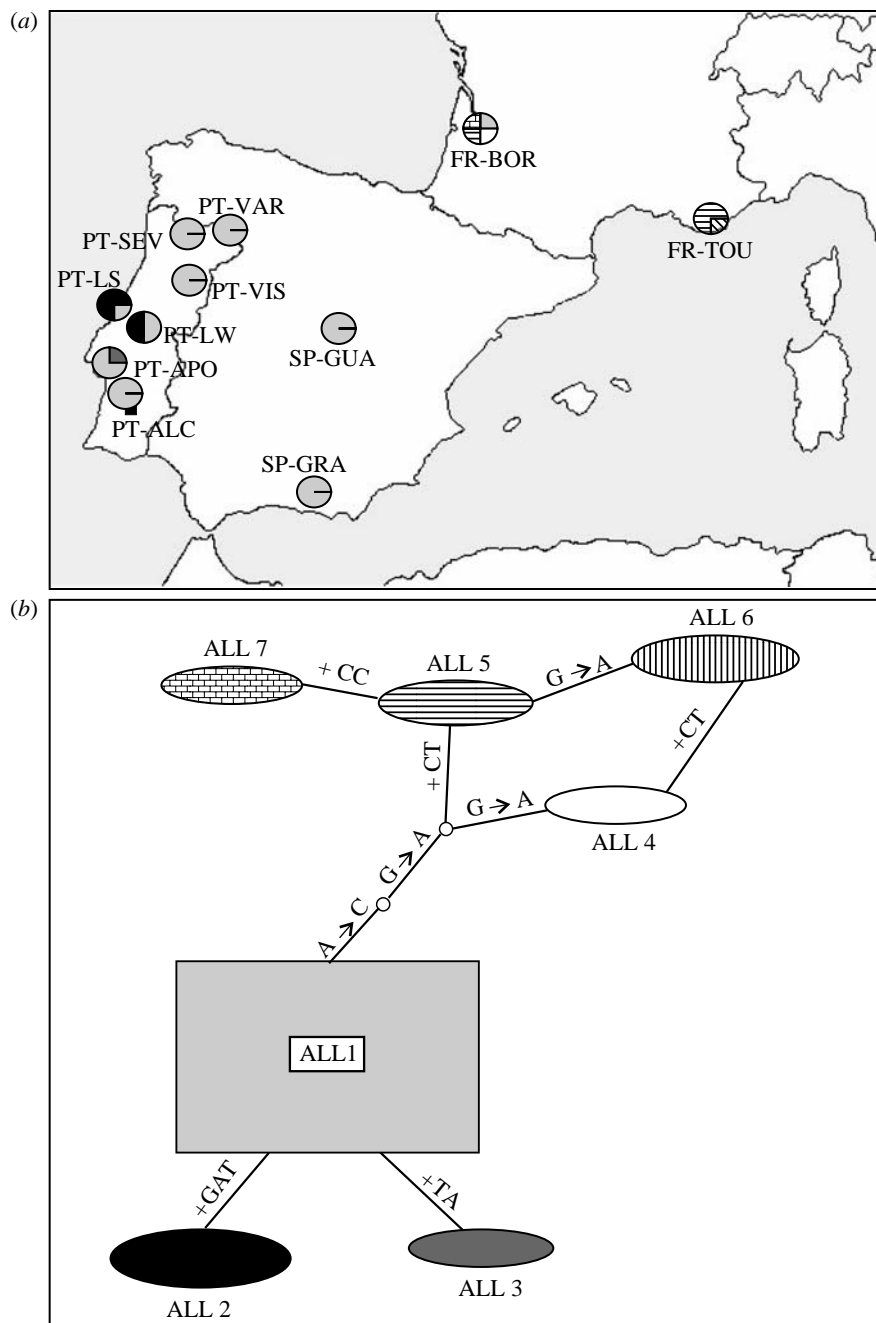 (a)
FR-BOR
FR-TOU
PT-VAR
PT-SEV
PT-LS
PT-VIS
PT-LW
SP-GUA
PT-APO
PT-ALC
SP-GRA
(b)
ALL 6
ALL 7
ALL 5
+ CC
G → A
+ CT
+CT
G → A
ALL 4
G → A
A → C
ALL1
+GAT
+TA
ALL 2
ALL 3